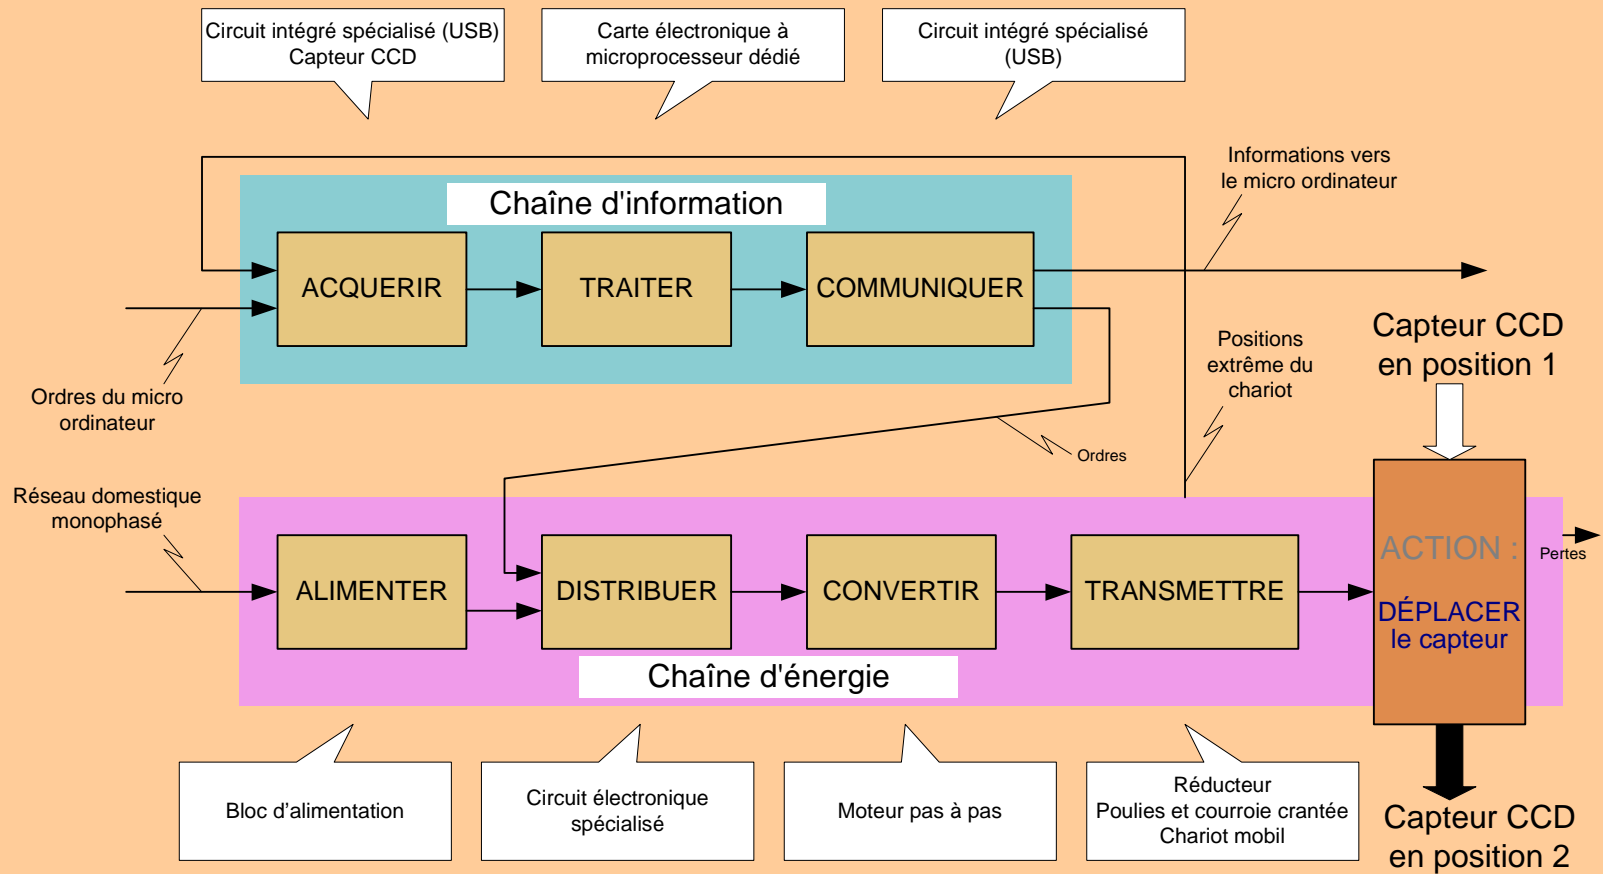 Circuit intégré spécialisé (USB)
Capteur CCD
Carte électronique à
microprocesseur dédié
Circuit intégré spécialisé
(USB)
Informations vers
le micro ordinateur
Chaîne d'information
ACQUERIR
TRAITER
COMMUNIQUER
Ordres du micro
ordinateur
Positions
extrême du
chariot
Capteur CCD
en position 1
Ordres
Réseau domestique
monophasé
ALIMENTER
DISTRIBUER
CONVERTIR
TRANSMETTRE
ACTION :
DÉPLACER
le capteur
Pertes
Chaîne d'énergie
Bloc d’alimentation
Circuit électronique
spécialisé
Moteur pas à pas
Réducteur
Poulies et courroie crantée
Chariot mobil
Capteur CCD
en position 2